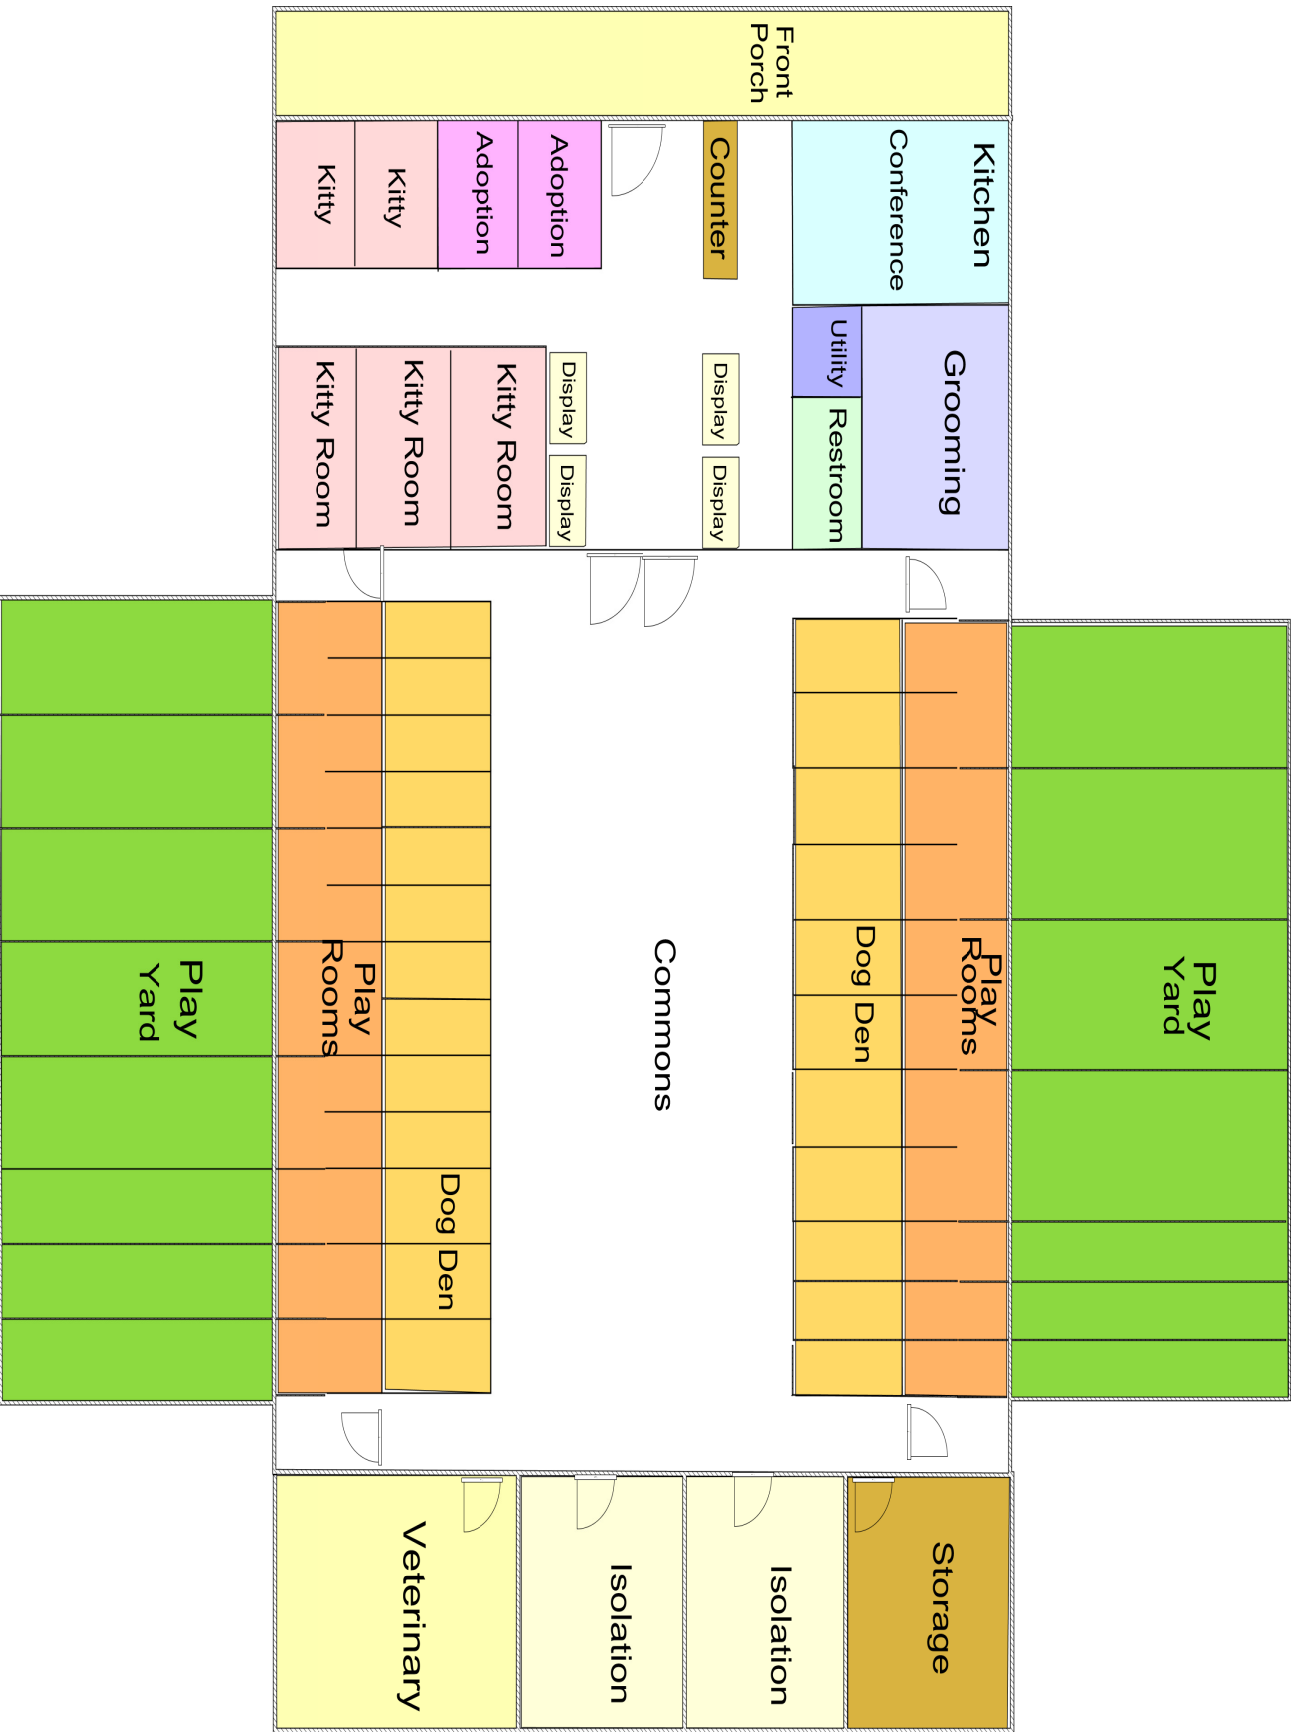 Front
Porch
Kitty
Kitty
Adoption
Adoption
Counter
Conference
Kitchen
Kitty Room
Kitty Room
Kitty Room
Display
Display
Display
Display
Utility
Restroom
Grooming
Play
Yard
Play
Rooms
Dog Den
Commons
Dog Den
Play
Rooms
Play
Yard
Veterinary
Isolation
Isolation
Storage